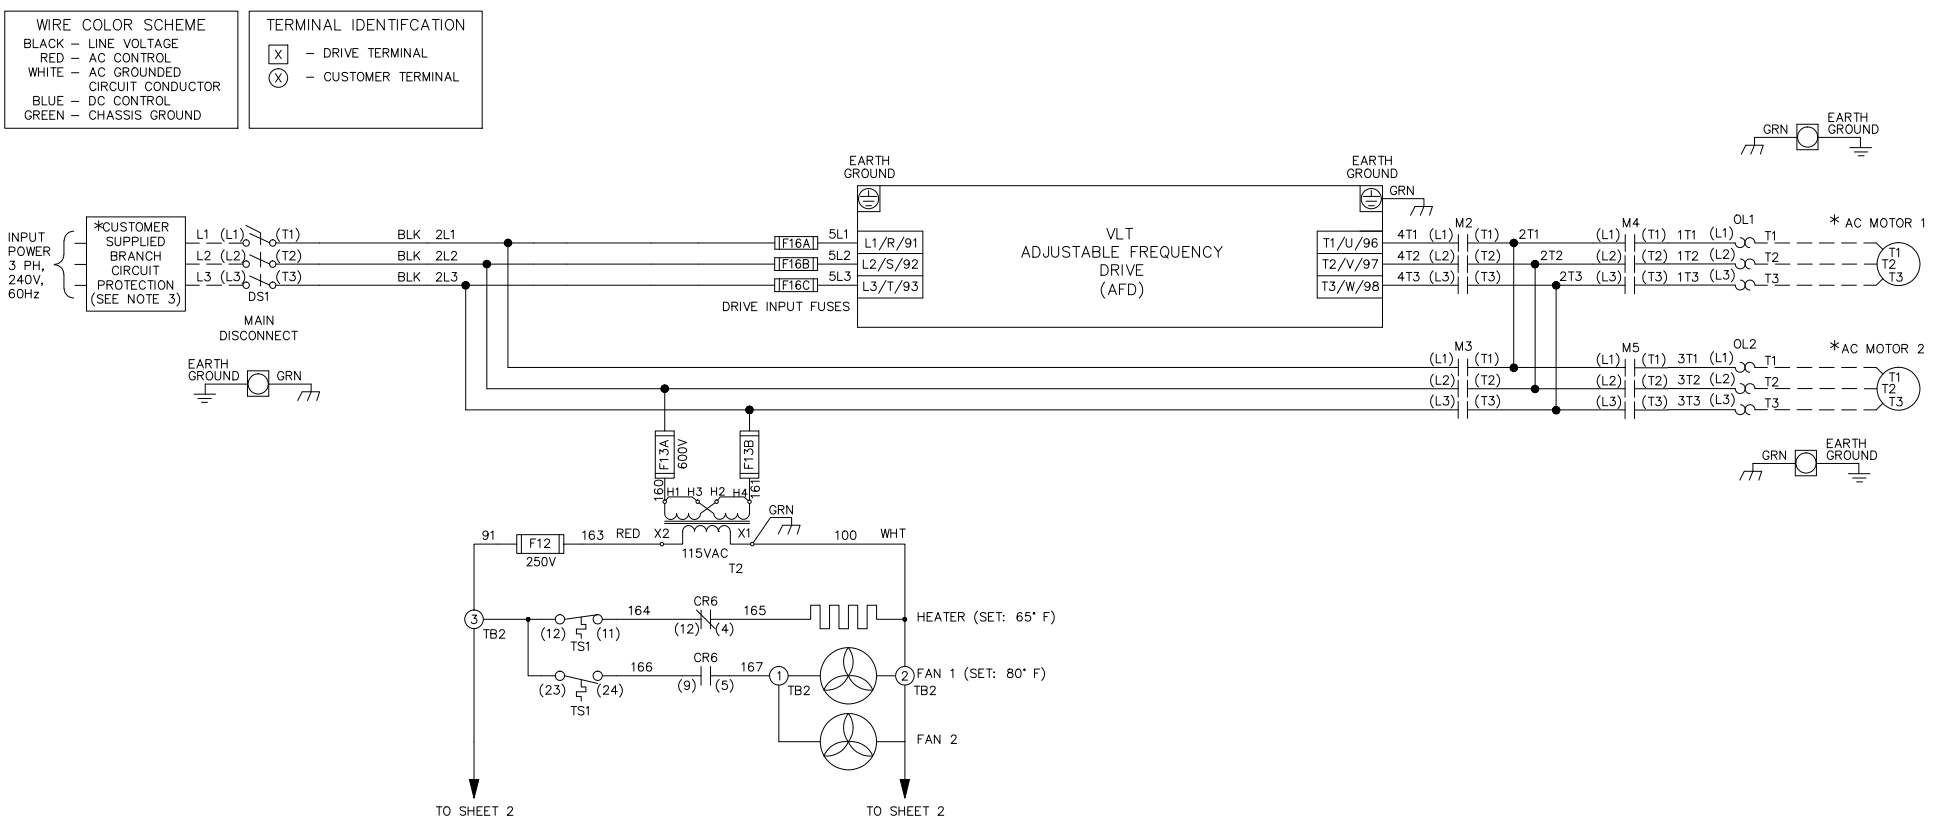 WIRE COLOR SCHEME
BLACK – LINE VOLTAGE
RED – AC CONTROL
WHITE – AC GROUNDED
CIRCUIT CONDUCTOR
BLUE – DC CONTROL
GREEN – CHASSIS GROUND
TERMINAL IDENTIFCATION
X – DRIVE TERMINAL
X – CUSTOMER TERMINAL
GRN
EARTH
GROUND
INPUT
POWER
3 PH,
240V,
60Hz
*CUSTOMER
SUPPLIED
BRANCH
CIRCUIT
PROTECTION
(SEE NOTE 3)
L1 (L1) (T1) BLK 2L1 F16A 5L1
L2 (L2) (T2) BLK 2L2 F16B 5L2
L3 (L3) (T3) BLK 2L3 F16C 5L3
DS1
MAIN
DISCONNECT
DRIVE INPUT FUSES
EARTH
GROUND
EARTH
GROUND
GRN
L1/R/91
L2/S/92
L3/T/93
VLT
ADJUSTABLE FREQUENCY
DRIVE
(AFD)
T1/U/96
T2/V/97
T3/W/98
M2 M4 OL1 * AC MOTOR 1
4T1 (L1) (T1) 2T1 (L1) (T1) 1T1 (L1) T1 T1
4T2 (L2) (T2) 2T2 (L2) (T2) 1T2 (L2) T2 T2
4T3 (L3) (T3) 2T3 (L3) (T3) 1T3 (L3) T3 T3
EARTH
GROUND GRN
M3 M5 OL2 * AC MOTOR 2
(L1) (T1) (L1) (T1) 3T1 (L1) T1 T1
(L2) (T2) (L2) (T2) 3T2 (L2) T2 T2
(L3) (T3) (L3) (T3) 3T3 (L3) T3 T3
GRN
EARTH
GROUND
F13A
600V
F13B
160
161
H1 H3 H2 H4
GRN
91 F12 163 RED X2 X1 100 WHT
250V
115VAC
T2
3
TB2
164 CR6 165
(12) (11) (12) (4)
TS1
HEATER (SET: 65° F)
166 CR6 167 1 2
(23) (24) (9) (5) TB2 TB2
TS1
FAN 1 (SET: 80° F)
FAN 2
TO SHEET 2
TO SHEET 2